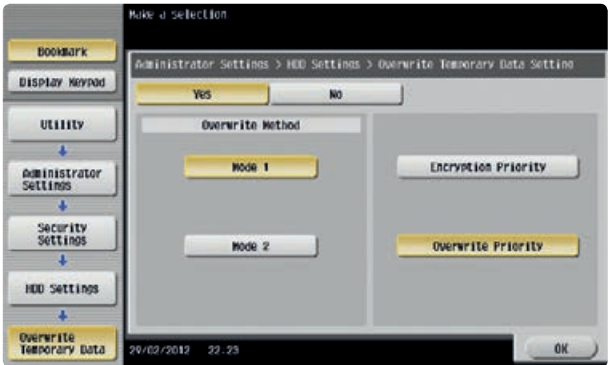 Make a selection
Bookmark
Display Keypad
Utility
Administrator
Settings
Security
Settings
HDD Settings
Overwrite
Temporary Data
Administrator Settings > HDD Settings > Overwrite Temporary Data Setting
Yes
No
Overwrite Method
Mode 1
Mode 2
Encryption Priority
Overwrite Priority
29/02/2012 22:23
OK